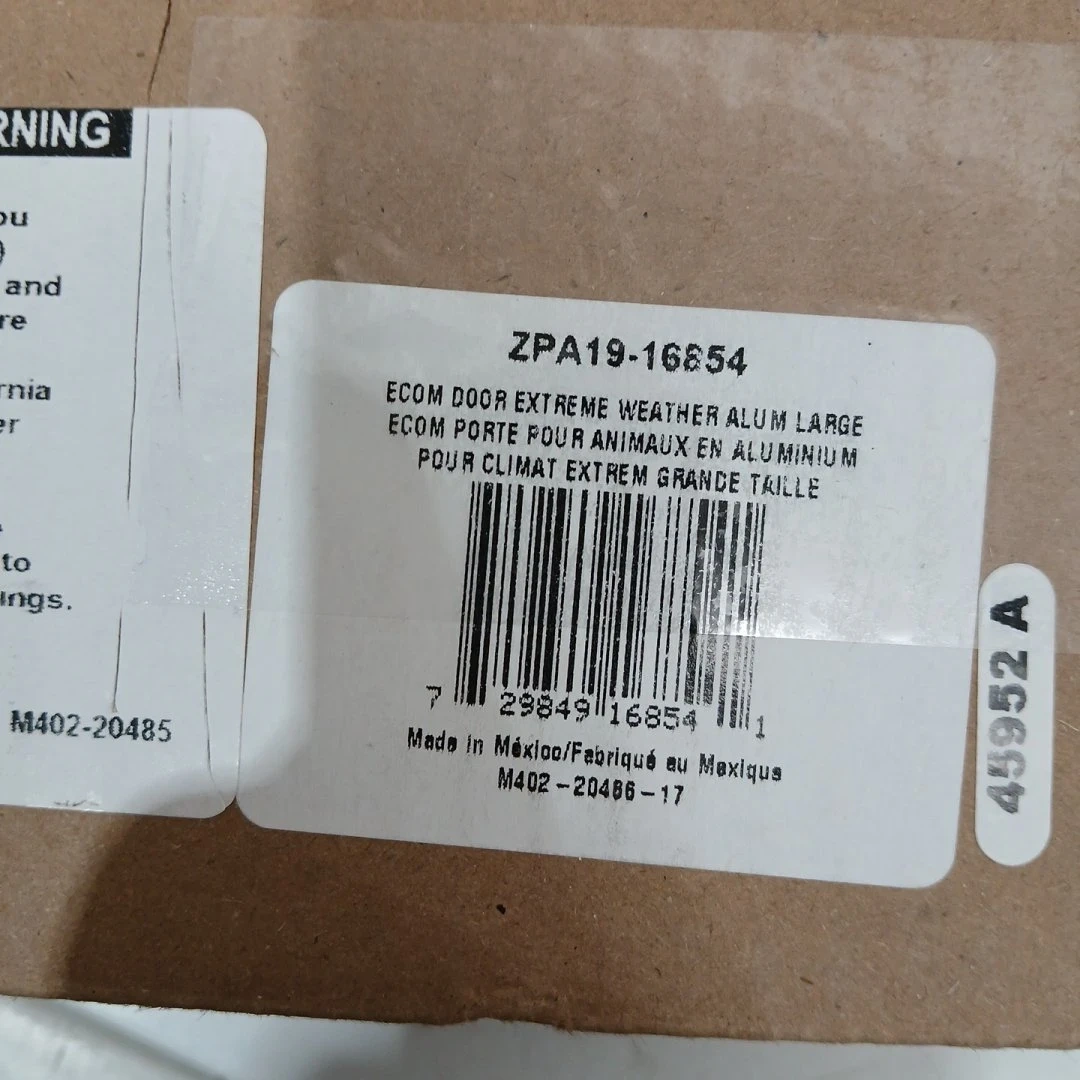 RNING
ou
)
and
re
rnia
er
to
ings.
M402-20485
ZPA19-16854
ECOM DOOR EXTREME WEATHER ALUM LARGE
ECOM PORTE POUR ANIMAUX EN ALUMINIUM
POUR CLIMAT EXTREM GRANDE TAILLE
7 29849 16854 1
Made in México/Fabriqué au Mexique
M402-20486-17
45952 A